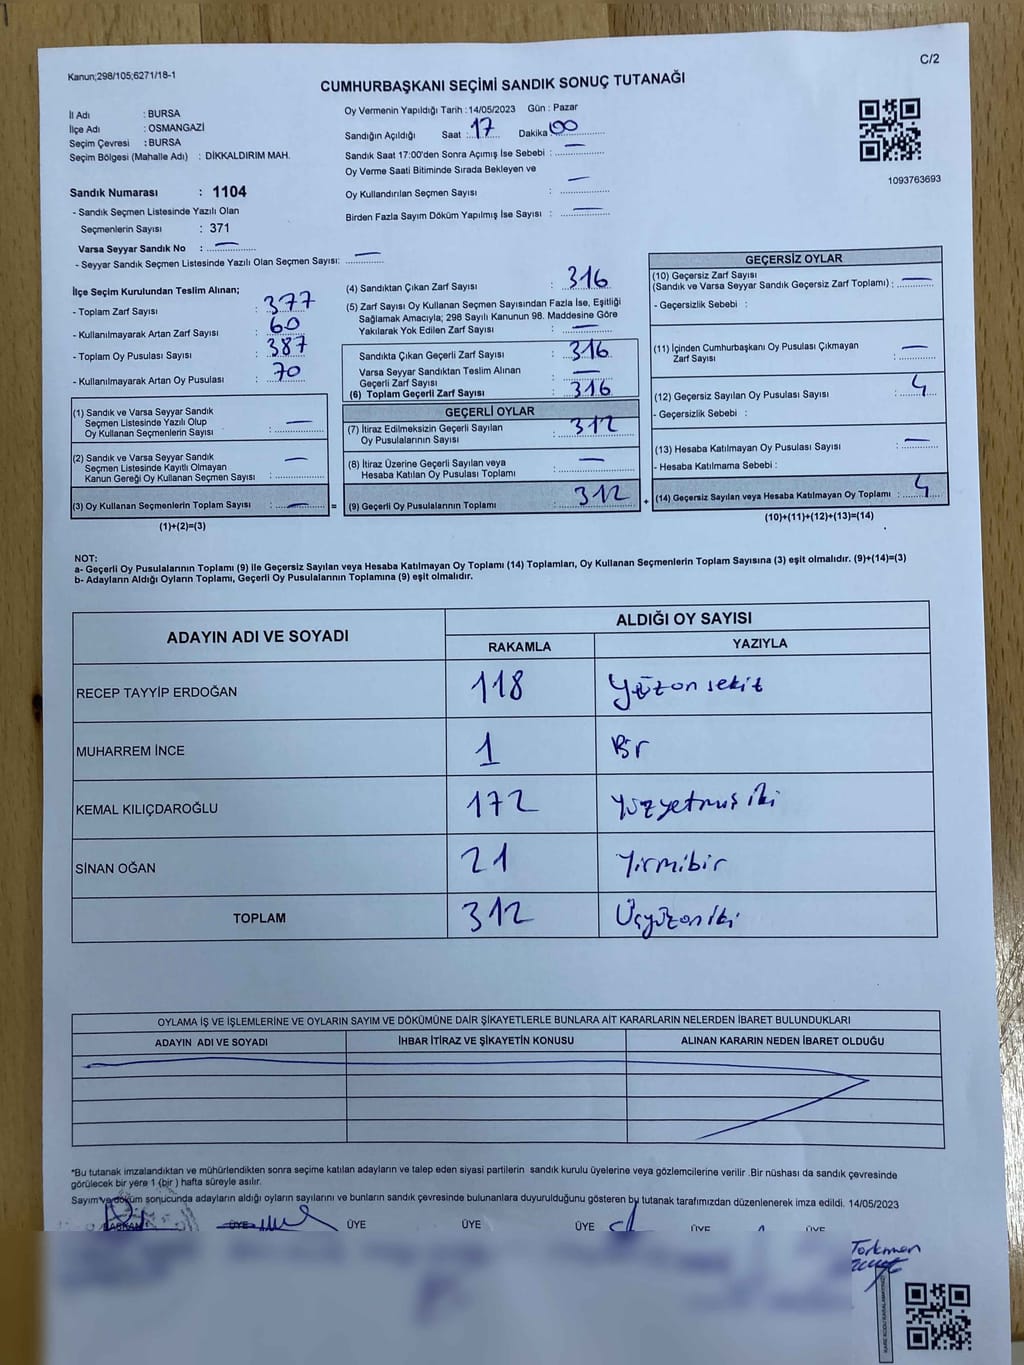 Kanun;298/105;6271/18-1
C/2
CUMHURBAŞKANI SEÇİMİ SANDIK SONUÇ TUTANAĞI
İl Adı : BURSA
İlçe Adı : OSMANGAZİ
Seçim Çevresi : BURSA
Seçim Bölgesi (Mahalle Adı) : DİKKALDIRIM MAH.
Sandık Numarası : 1104
- Sandık Seçmen Listesinde Yazılı Olan
Seçmenlerin Sayısı : 371
Varsa Seyyar Sandık No : —
- Seyyar Sandık Seçmen Listesinde Yazılı Olan Seçmen Sayısı: —
Oy Vermenin Yapıldığı Tarih : 14/05/2023 Gün : Pazar
Sandığın Açıldığı Saat : 17 Dakika : 00
Sandık Saat 17:00'den Sonra Açımış İse Sebebi : —
Oy Verme Saati Bitiminde Sırada Bekleyen ve
Oy Kullandırılan Seçmen Sayısı : —
Birden Fazla Sayım Döküm Yapılmış İse Sayısı : —
1093763693
İlçe Seçim Kurulundan Teslim Alınan;
- Toplam Zarf Sayısı : 377
- Kullanılmayarak Artan Zarf Sayısı : 60
- Toplam Oy Pusulası Sayısı : 387
- Kullanılmayarak Artan Oy Pusulası : 70
(1) Sandık ve Varsa Seyyar Sandık
Seçmen Listesinde Yazılı Olup
Oy Kullanan Seçmenlerin Sayısı : —
(2) Sandık ve Varsa Seyyar Sandık
Seçmen Listesinde Kayıtlı Olmayan
Kanun Gereği Oy Kullanan Seçmen Sayısı : —
(3) Oy Kullanan Seçmenlerin Toplam Sayısı : —
(1)+(2)=(3)
(4) Sandıktan Çıkan Zarf Sayısı : 316
(5) Zarf Sayısı Oy Kullanan Seçmen Sayısından Fazla İse, Eşitliği
Sağlamak Amacıyla; 298 Sayılı Kanunun 98. Maddesine Göre
Yakılarak Yok Edilen Zarf Sayısı : —
Sandıkta Çıkan Geçerli Zarf Sayısı : 316
Varsa Seyyar Sandıktan Teslim Alınan
Geçerli Zarf Sayısı : —
(6) Toplam Geçerli Zarf Sayısı : 316
GEÇERLİ OYLAR
(7) İtiraz Edilmeksizin Geçerli Sayılan
Oy Pusulalarının Sayısı : 312
(8) İtiraz Üzerine Geçerli Sayılan veya
Hesaba Katılan Oy Pusulası Toplamı : —
= (9) Geçerli Oy Pusulalarının Toplamı : 312 +
GEÇERSİZ OYLAR
(10) Geçersiz Zarf Sayısı
(Sandık ve Varsa Seyyar Sandık Geçersiz Zarf Toplamı) : —
- Geçersizlik Sebebi :
(11) İçinden Cumhurbaşkanı Oy Pusulası Çıkmayan
Zarf Sayısı : —
(12) Geçersiz Sayılan Oy Pusulası Sayısı : 4
- Geçersizlik Sebebi :
(13) Hesaba Katılmayan Oy Pusulası Sayısı : —
- Hesaba Katılmama Sebebi :
(14) Geçersiz Sayılan veya Hesaba Katılmayan Oy Toplamı : 4
(10)+(11)+(12)+(13)=(14)
NOT:
a- Geçerli Oy Pusulalarının Toplamı (9) ile Geçersiz Sayılan veya Hesaba Katılmayan Oy Toplamı (14) Toplamları, Oy Kullanan Seçmenlerin Toplam Sayısına (3) eşit olmalıdır. (9)+(14)=(3)
b- Adayların Aldığı Oyların Toplamı, Geçerli Oy Pusulalarının Toplamına (9) eşit olmalıdır.
ADAYIN ADI VE SOYADI
ALDIĞI OY SAYISI
RAKAMLA YAZIYLA
RECEP TAYYİP ERDOĞAN 118 Yüzon sekiz
MUHARREM İNCE 1 Bir
KEMAL KILIÇDAROĞLU 172 Yüzyetmiş iki
SİNAN OĞAN 21 Yirmibir
TOPLAM 312 Üçyüzoniki
OYLAMA İŞ VE İŞLEMLERİNE VE OYLARIN SAYIM VE DÖKÜMÜNE DAİR ŞİKAYETLERLE BUNLARA AİT KARARLARIN NELERDEN İBARET BULUNDUKLARI
ADAYIN ADI VE SOYADI İHBAR İTİRAZ VE ŞİKAYETİN KONUSU ALINAN KARARIN NEDEN İBARET OLDUĞU
*Bu tutanak imzalandıktan ve mühürlendikten sonra seçime katılan adayların ve talep eden siyasi partilerin sandık kurulu üyelerine veya gözlemcilerine verilir .Bir nüshası da sandık çevresinde
görülecek bir yere 1 (bir ) hafta süreyle asılır.
Sayım ve döküm sonucunda adayların aldığı oyların sayılarını ve bunların sandık çevresinde bulunanlara duyurulduğunu gösteren bu tutanak tarafımızdan düzenlenerek imza edildi. 14/05/2023
BAŞKAN ÜYE ÜYE ÜYE ÜYE ÜYE ÜYE
Torkmen